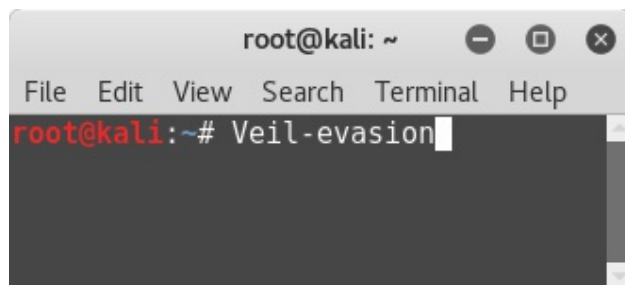 root@kali: ~
File Edit View Search Terminal Help
root@kali:~# Veil-evasion